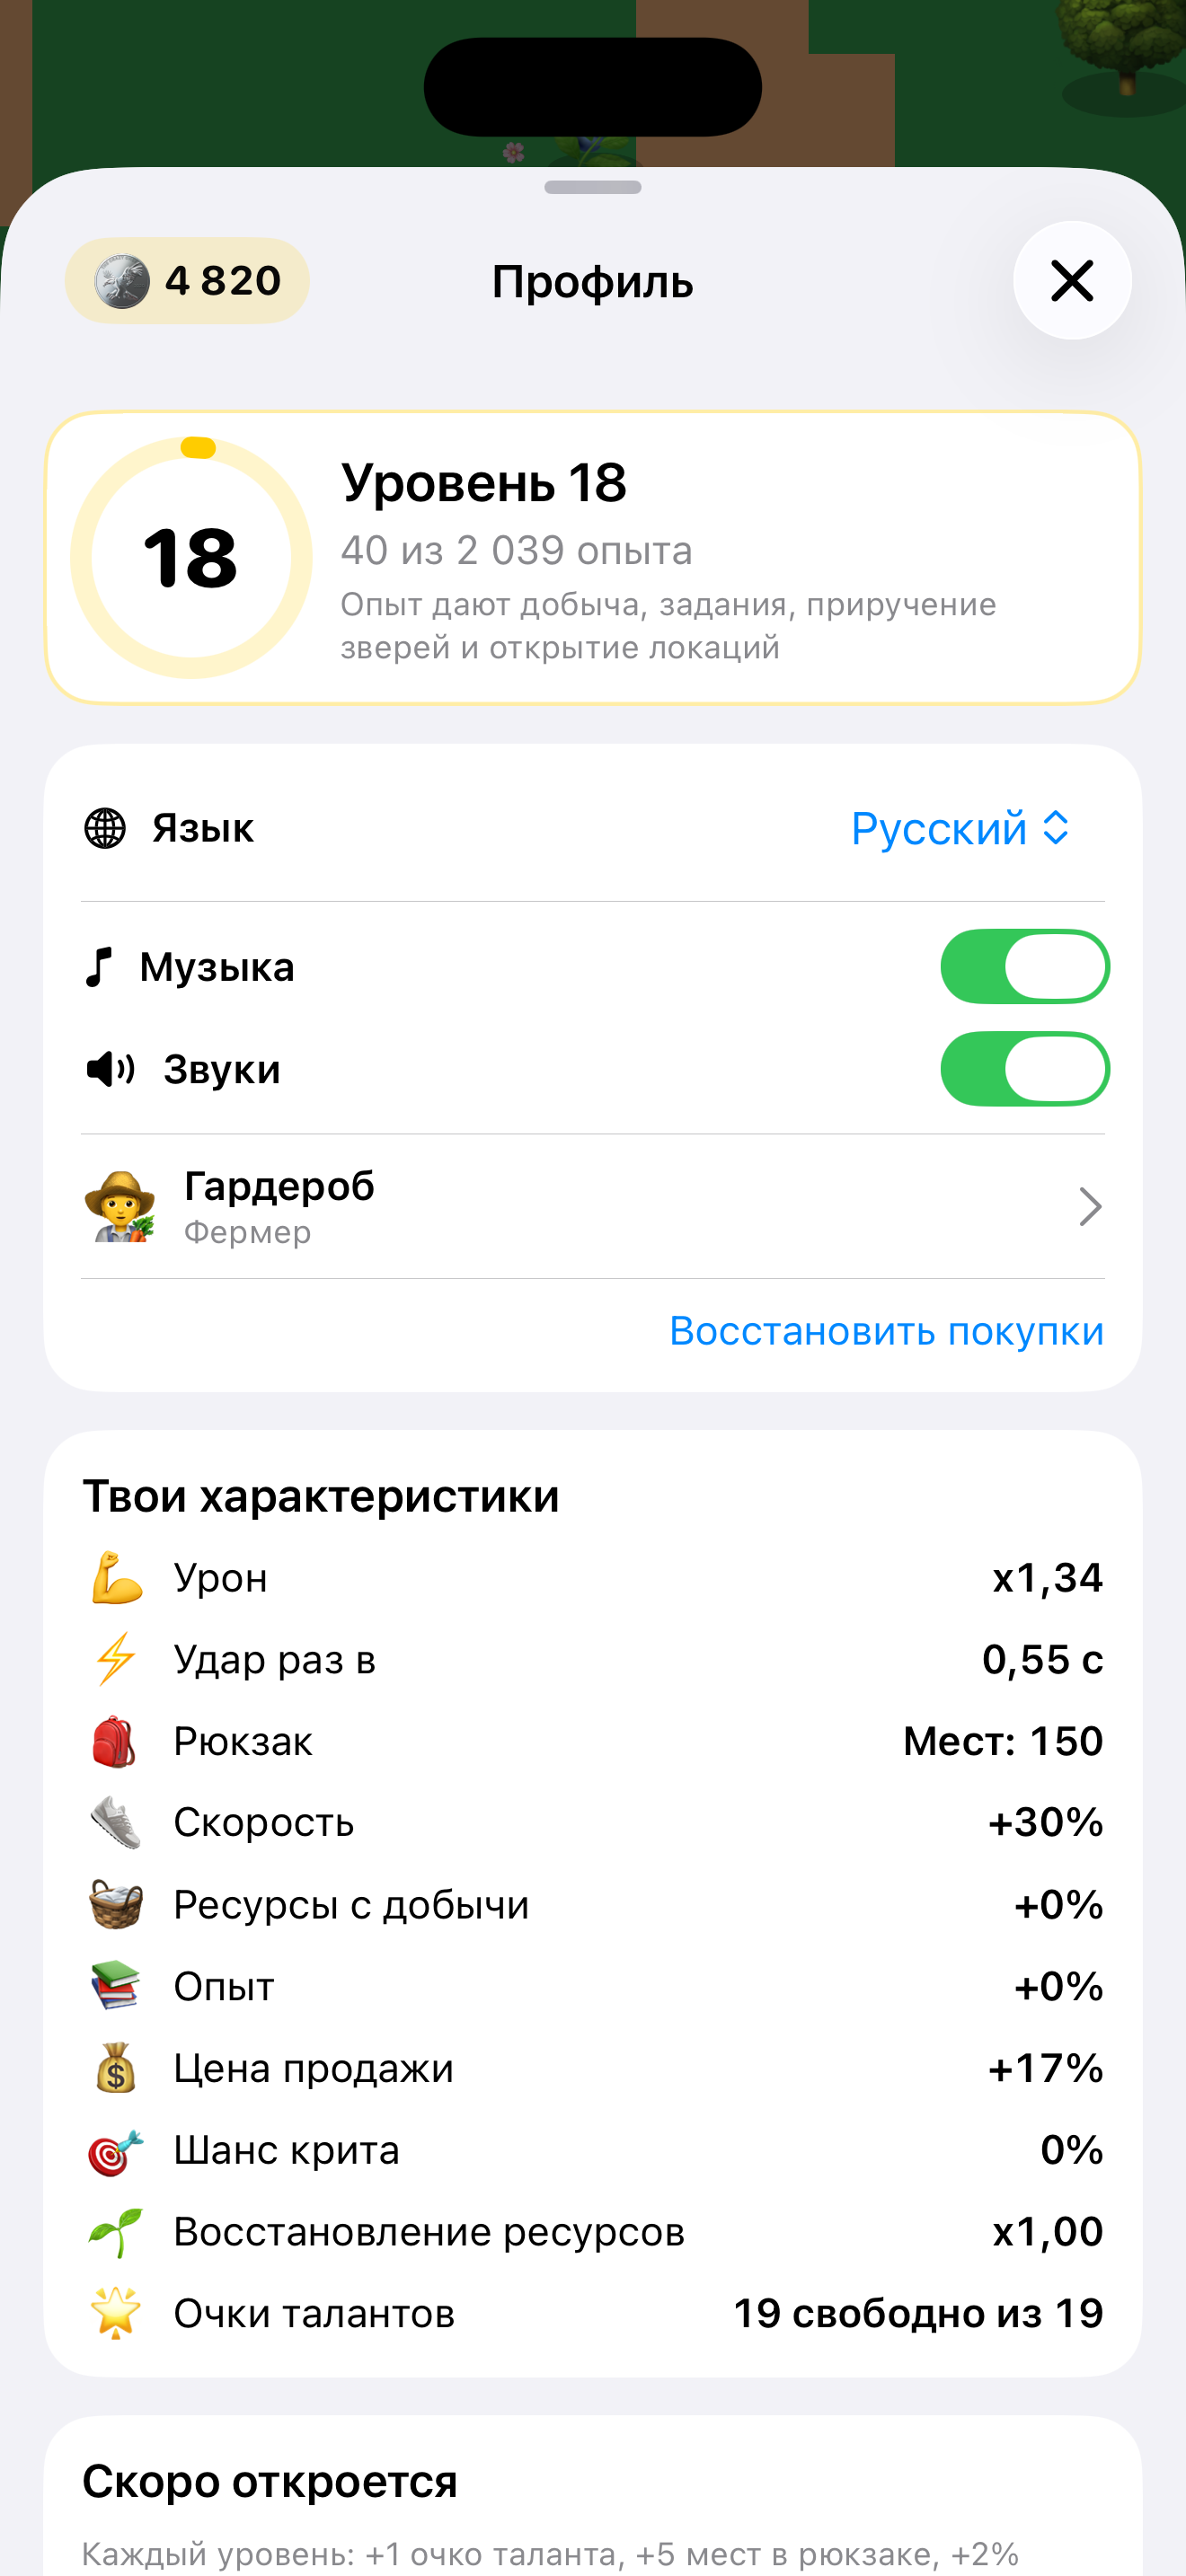 4 820
Профиль
18
Уровень 18
40 из 2 039 опыта
Опыт дают добыча, задания, приручение
зверей и открытие локаций
Язык
Русский
Музыка
Звуки
Гардероб
Фермер
Восстановить покупки
Твои характеристики
Урон
x1,34
Удар раз в
0,55 с
Рюкзак
Мест: 150
Скорость
+30%
Ресурсы с добычи
+0%
Опыт
+0%
Цена продажи
+17%
Шанс крита
0%
Восстановление ресурсов
x1,00
Очки талантов
19 свободно из 19
Скоро откроется
Каждый уровень: +1 очко таланта, +5 мест в рюкзаке, +2%